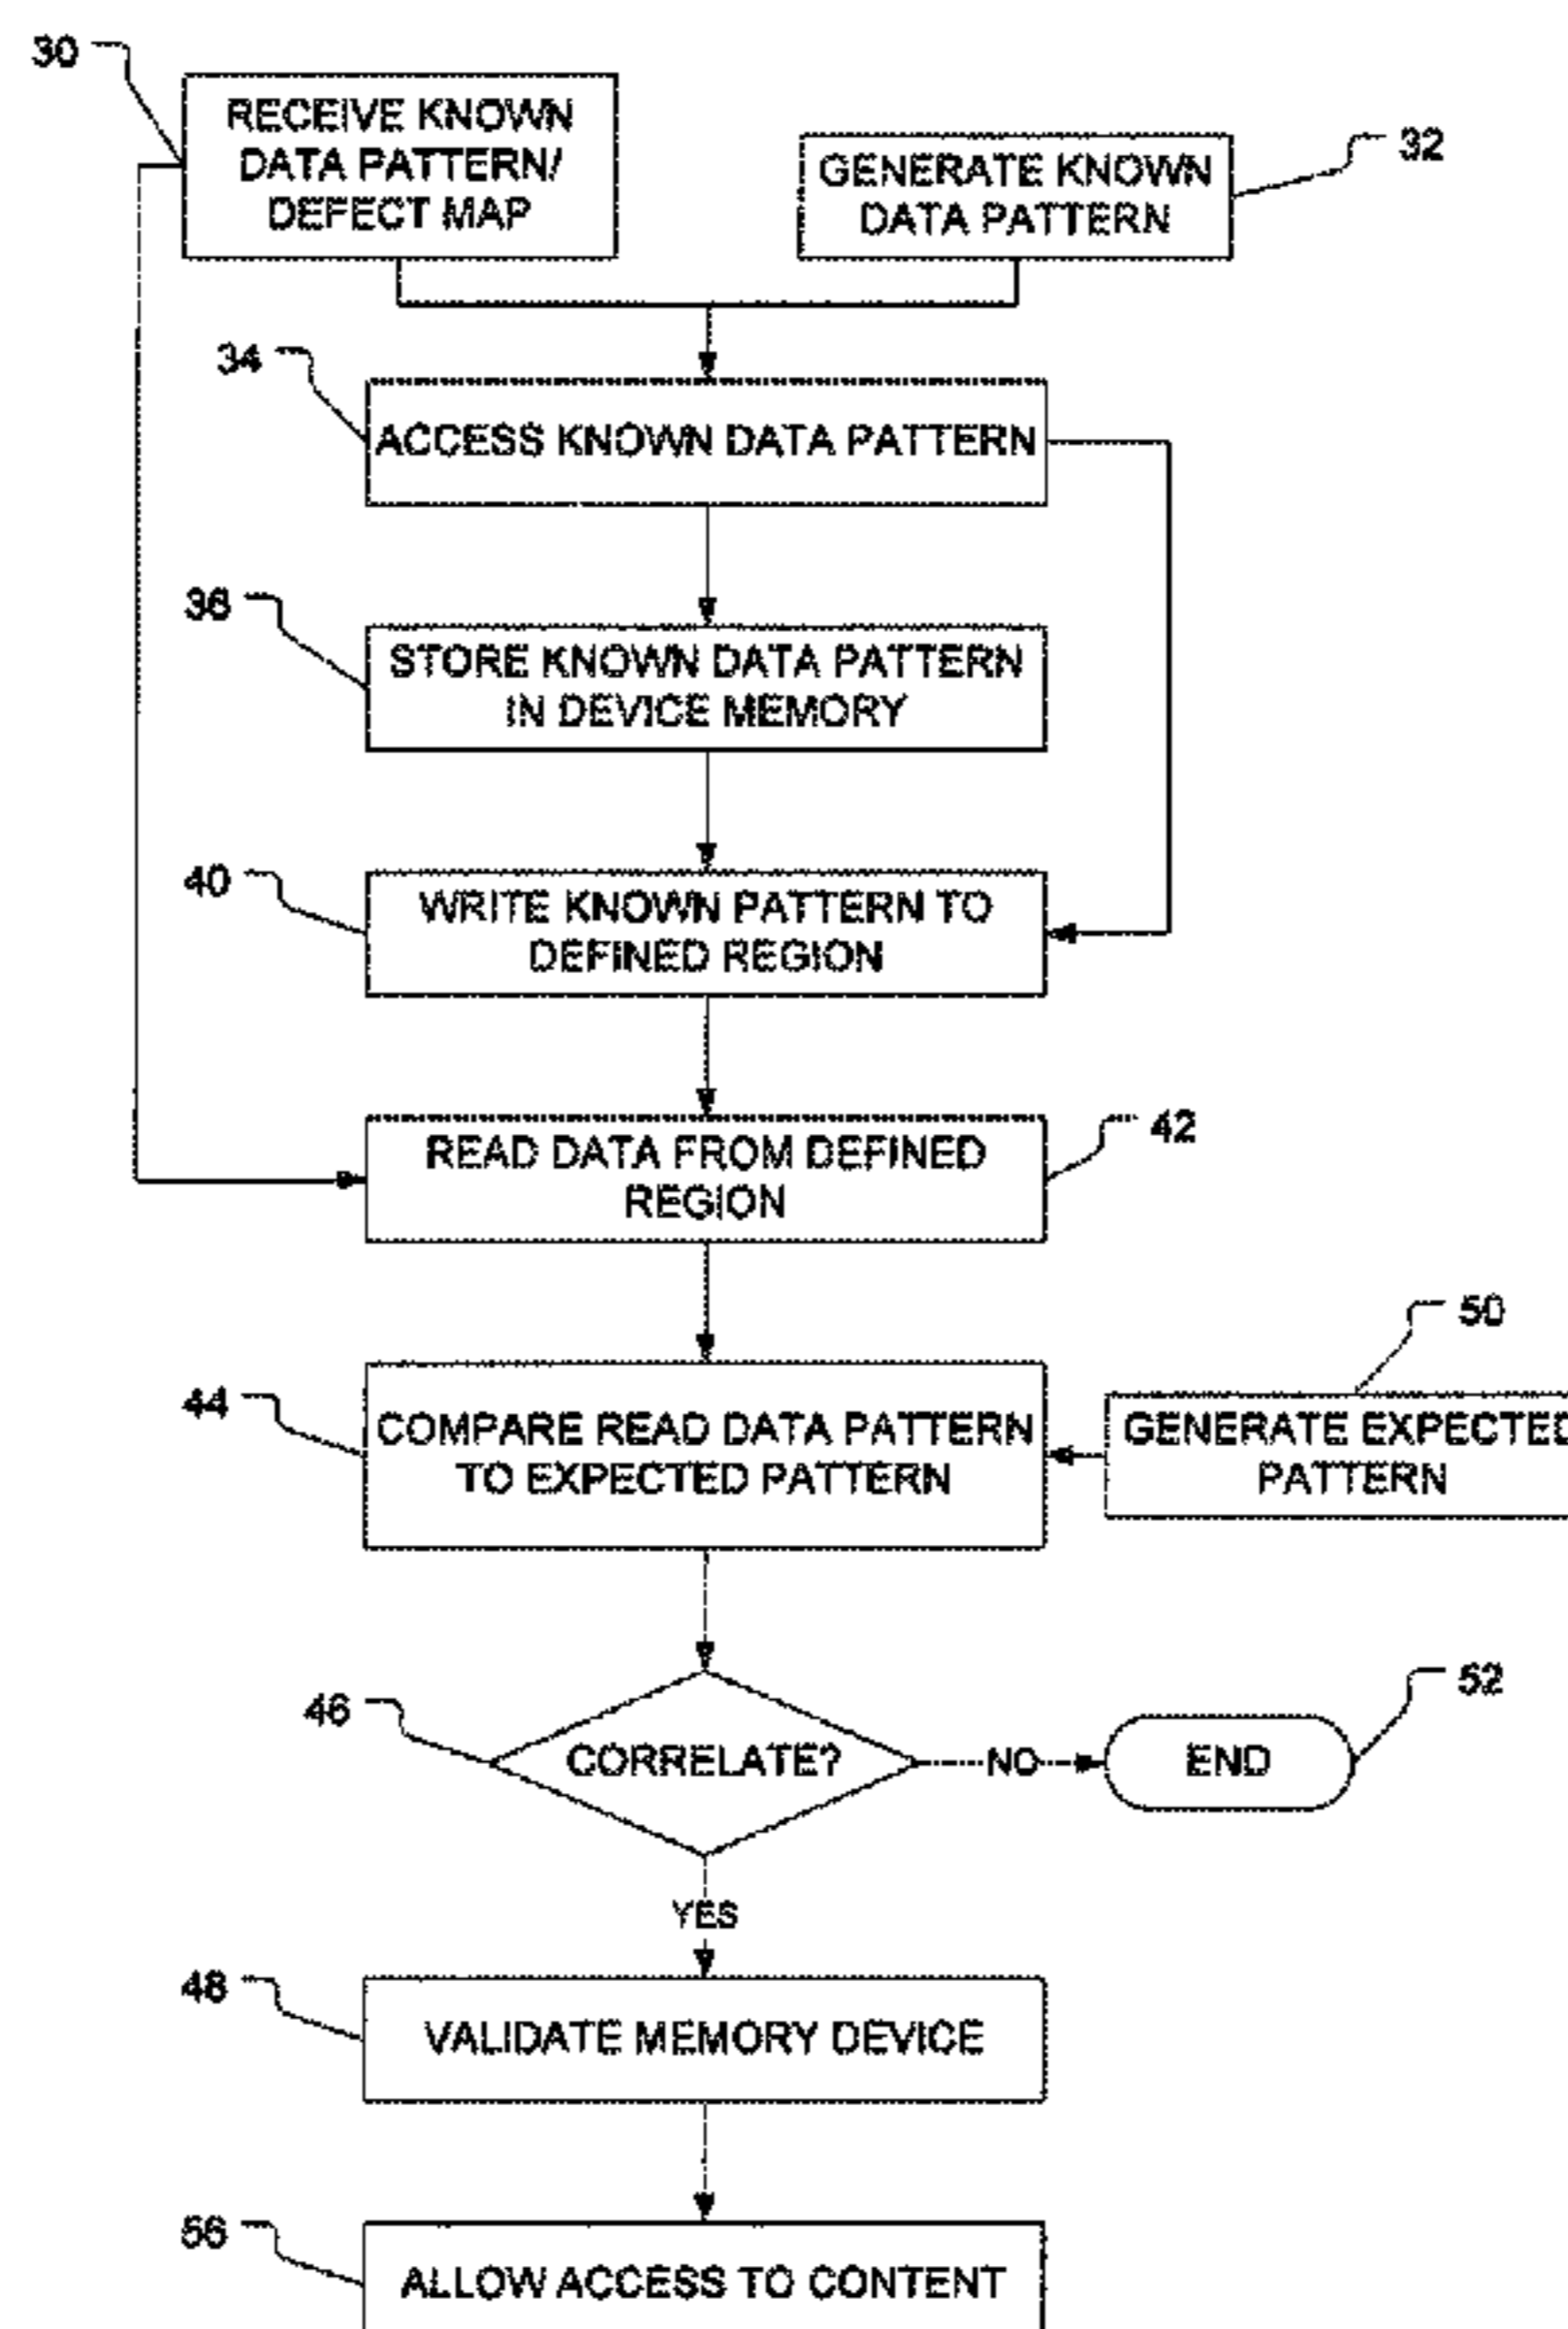 30
RECEIVE KNOWN
DATA PATTERN/
DEFECT MAP
GENERATE KNOWN
DATA PATTERN
32
34
ACCESS KNOWN DATA PATTERN
36
STORE KNOWN DATA PATTERN
IN DEVICE MEMORY
40
WRITE KNOWN PATTERN TO
DEFINED REGION
READ DATA FROM DEFINED
REGION
42
44
COMPARE READ DATA PATTERN
TO EXPECTED PATTERN
50
GENERATE EXPECTED
PATTERN
46
CORRELATE?
NO
END
52
YES
48
VALIDATE MEMORY DEVICE
56
ALLOW ACCESS TO CONTENT